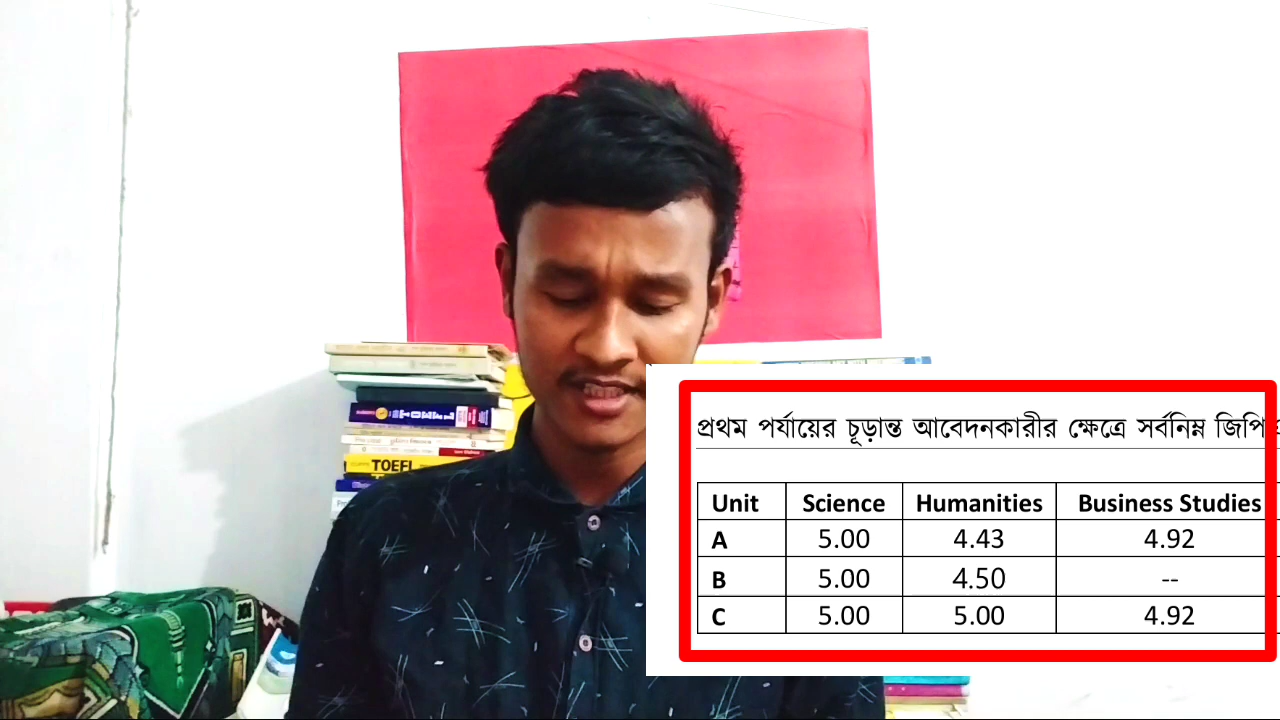 TOEFL
প্রথম পর্যায়ের চূড়ান্ত আবেদনকারীর ক্ষেত্রে সর্বনিম্ন জিপি
Unit Science Humanities Business Studies
A 5.00 4.43 4.92
B 5.00 4.50 --
C 5.00 5.00 4.92